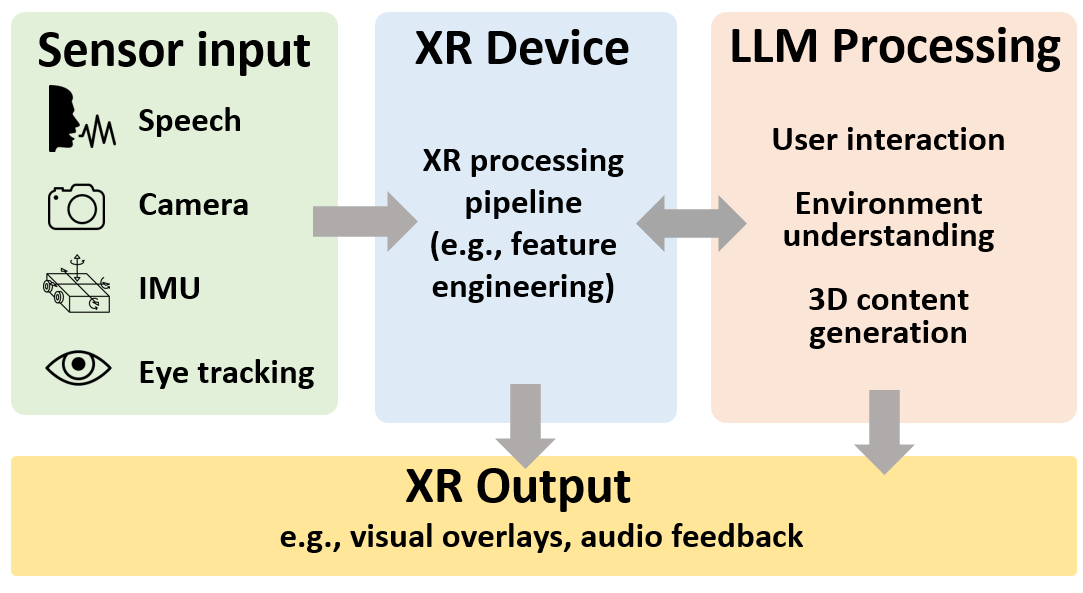 Sensor input
Speech
Camera
IMU
Eye tracking
XR Device
XR processing
pipeline
(e.g., feature
engineering)
LLM Processing
User interaction
Environment
understanding
3D content
generation
XR Output
e.g., visual overlays, audio feedback